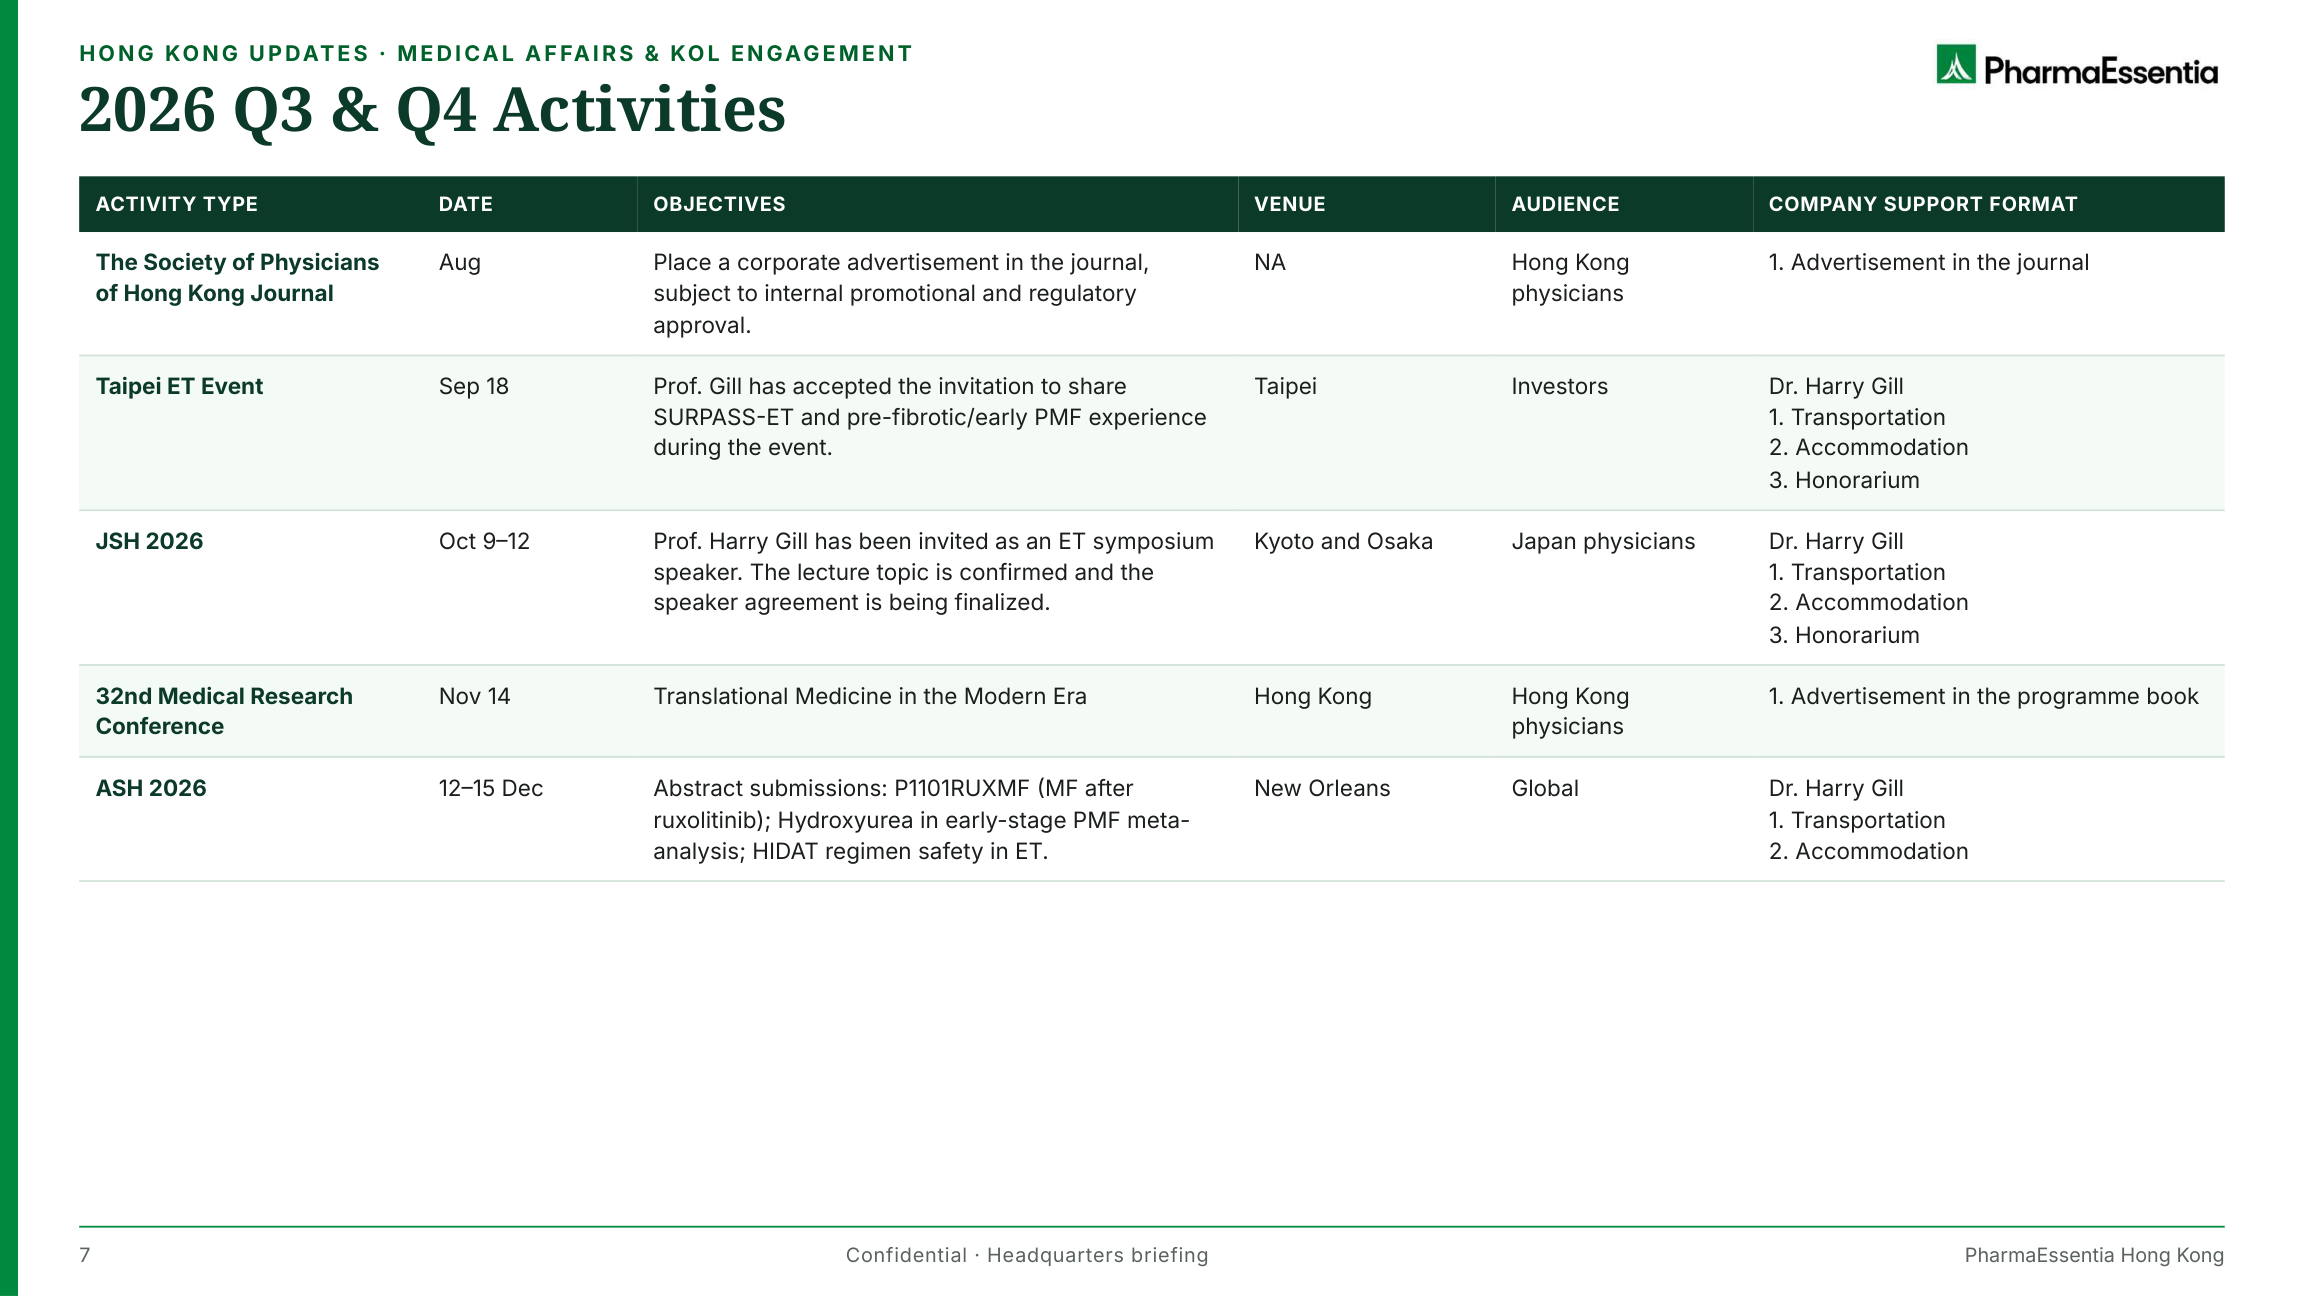 HONG KONG UPDATES · MEDICAL AFFAIRS & KOL ENGAGEMENT
2026 Q3 & Q4 Activities
PharmaEssentia
ACTIVITY TYPE DATE OBJECTIVES VENUE AUDIENCE COMPANY SUPPORT FORMAT
The Society of Physicians Aug Place a corporate advertisement in the journal, NA Hong Kong 1. Advertisement in the journal
of Hong Kong Journal subject to internal promotional and regulatory physicians
approval.
Taipei ET Event Sep 18 Prof. Gill has accepted the invitation to share Taipei Investors Dr. Harry Gill
SURPASS-ET and pre-fibrotic/early PMF experience 1. Transportation
during the event. 2. Accommodation
3. Honorarium
JSH 2026 Oct 9–12 Prof. Harry Gill has been invited as an ET symposium Kyoto and Osaka Japan physicians Dr. Harry Gill
speaker. The lecture topic is confirmed and the 1. Transportation
speaker agreement is being finalized. 2. Accommodation
3. Honorarium
32nd Medical Research Nov 14 Translational Medicine in the Modern Era Hong Kong Hong Kong 1. Advertisement in the programme book
Conference physicians
ASH 2026 12–15 Dec Abstract submissions: P1101RUXMF (MF after New Orleans Global Dr. Harry Gill
ruxolitinib); Hydroxyurea in early-stage PMF meta- 1. Transportation
analysis; HIDAT regimen safety in ET. 2. Accommodation
7 Confidential · Headquarters briefing PharmaEssentia Hong Kong